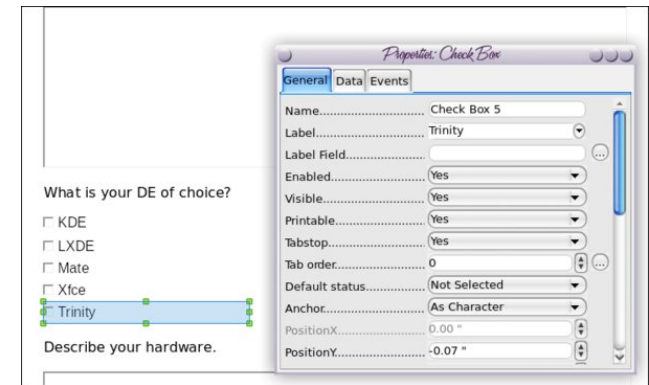 Properties: Check Box
General Data Events
Name........................ Check Box 5
Label........................ Trinity
Label Field.................. ...
Enabled..................... Yes
Visible....................... Yes
Printable.................... Yes
Tabstop..................... Yes
Tab order................... 0 ...
Default status............. Not Selected
Anchor...................... As Character
PositionX................... 0.00 "
PositionY................... -0.07 "
What is your DE of choice?
KDE
LXDE
Mate
Xfce
Trinity
Describe your hardware.